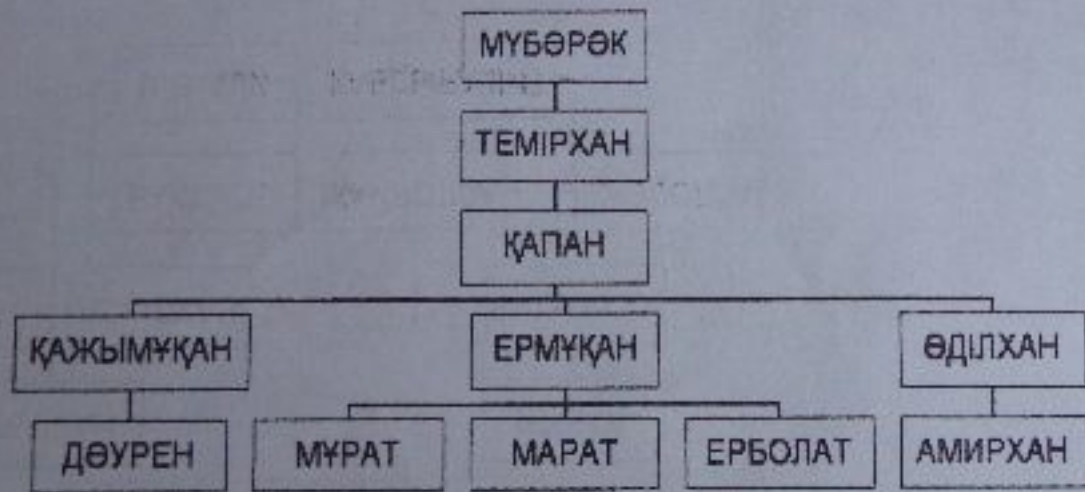 МҮБӘРӘК
ТЕМІРХАН
ҚАПАН
ҚАЖЫМҰҚАН ЕРМҰҚАН ӘДІЛХАН
ДӘУРЕН МҰРАТ МАРАТ ЕРБОЛАТ АМИРХАН